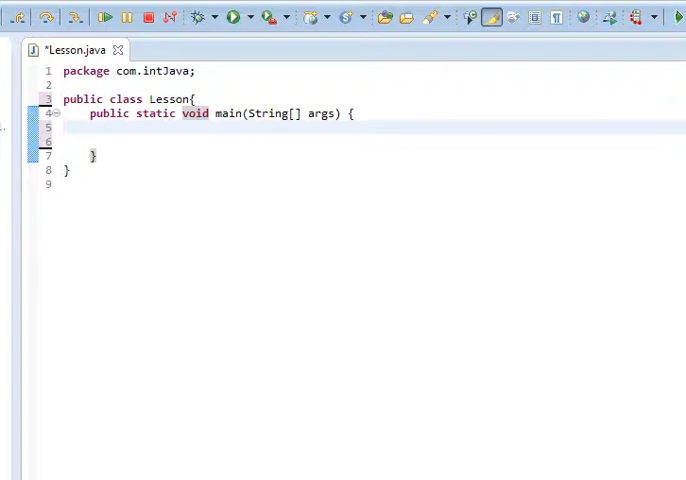 *Lesson.java
1 package com.intJava;
2
3 public class Lesson{
4 public static void main(String[] args) {
5
6
7 }
8 }
9